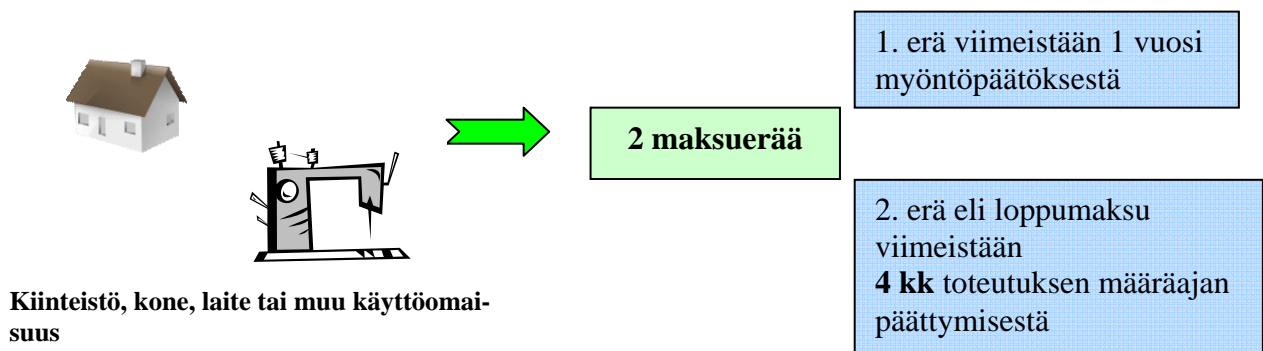 1. erä viimeistään 1 vuosi
myöntöpäätöksestä
2 maksuerää
2. erä eli loppumaksu
viimeistään
4 kk toteutuksen määräajan
päättymisestä
Kiinteistö, kone, laite tai muu käyttöomai-
suus